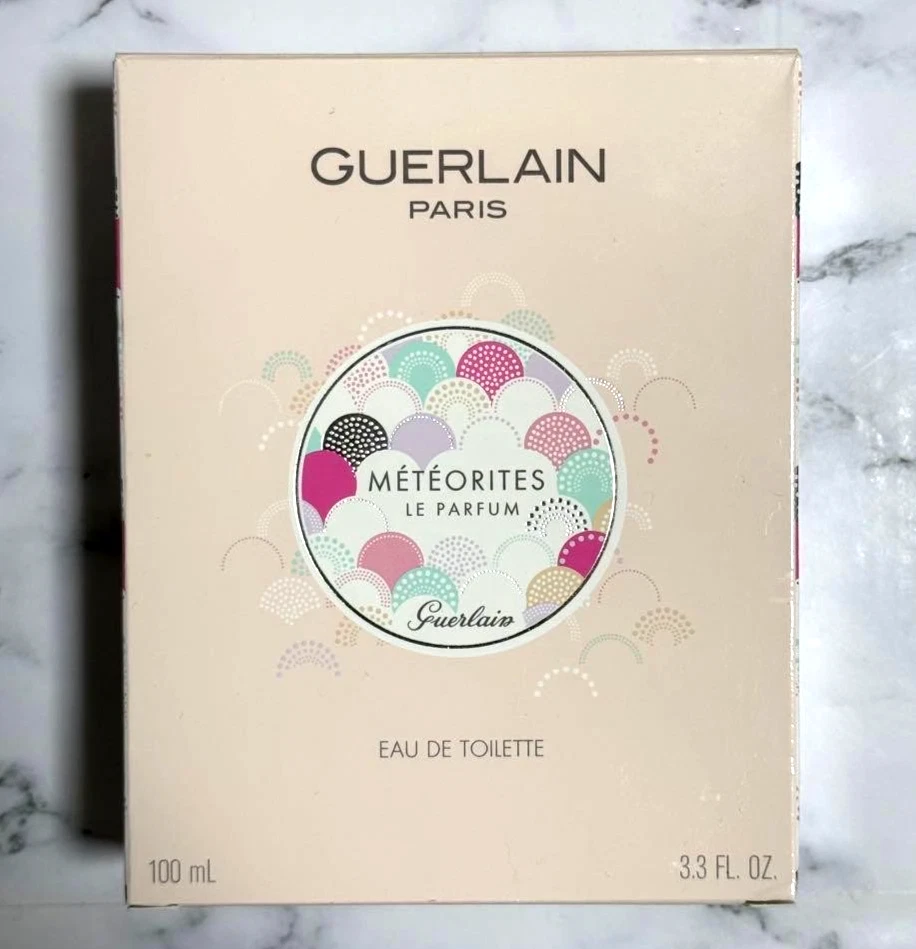 GUERLAIN
PARIS
MÉTÉORITES
LE PARFUM
Guerlain
EAU DE TOILETTE
100 mL
3.3 FL. OZ.